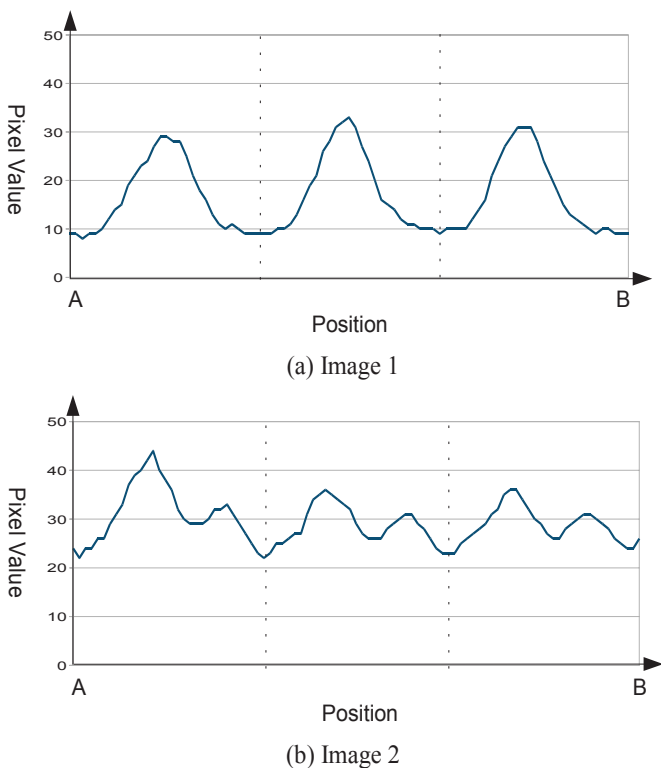 50
40
30
20
10
0
Pixel Value
A
B
Position
(a) Image 1
50
40
30
20
10
0
Pixel Value
A
B
Position
(b) Image 2